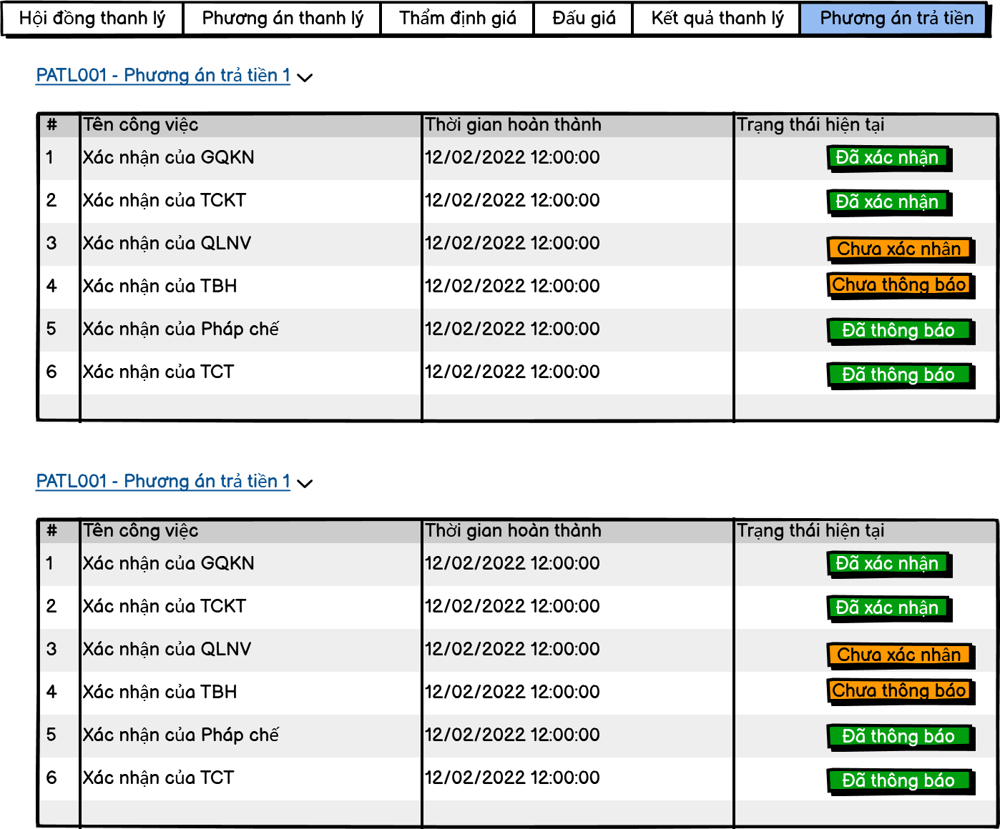 Hội đồng thanh lý Phương án thanh lý Thẩm định giá Đấu giá Kết quả thanh lý Phương án trả tiền
PATL001 - Phương án trả tiền 1
# Tên công việc Thời gian hoàn thành Trạng thái hiện tại
1 Xác nhận của GQKN 12/02/2022 12:00:00 Đã xác nhận
2 Xác nhận của TCKT 12/02/2022 12:00:00 Đã xác nhận
3 Xác nhận của QLNV 12/02/2022 12:00:00 Chưa xác nhận
4 Xác nhận của TBH 12/02/2022 12:00:00 Chưa thông báo
5 Xác nhận của Pháp chế 12/02/2022 12:00:00 Đã thông báo
6 Xác nhận của TCT 12/02/2022 12:00:00 Đã thông báo
PATL001 - Phương án trả tiền 1
# Tên công việc Thời gian hoàn thành Trạng thái hiện tại
1 Xác nhận của GQKN 12/02/2022 12:00:00 Đã xác nhận
2 Xác nhận của TCKT 12/02/2022 12:00:00 Đã xác nhận
3 Xác nhận của QLNV 12/02/2022 12:00:00 Chưa xác nhận
4 Xác nhận của TBH 12/02/2022 12:00:00 Chưa thông báo
5 Xác nhận của Pháp chế 12/02/2022 12:00:00 Đã thông báo
6 Xác nhận của TCT 12/02/2022 12:00:00 Đã thông báo